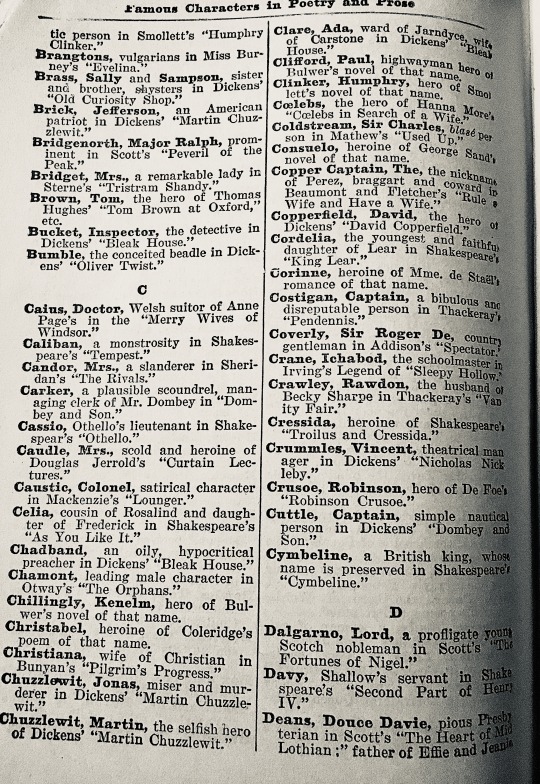 Famous Characters in Poetry and Prose
tic person in Smollett's "Humphry
Clinker."
Brangtons, vulgarians in Miss Bur-
ney's "Evelina."
Brass, Sally and Sampson, sister
and brother, shysters in Dickens'
"Old Curiosity Shop."
Brick, Jefferson, an American
patriot in Dickens' "Martin Chuz-
zlewit."
Bridgenorth, Major Ralph, prom-
inent in Scott's "Peveril of the
Peak."
Bridget, Mrs., a remarkable lady in
Sterne's "Tristram Shandy."
Brown, Tom, the hero of Thomas
Hughes' "Tom Brown at Oxford,"
etc.
Bucket, Inspector, the detective in
Dickens' "Bleak House."
Bumble, the conceited beadle in Dick-
ens' "Oliver Twist."
C
Caius, Doctor, Welsh suitor of Anne
Page's in the "Merry Wives of
Windsor."
Caliban, a monstrosity in Shakes-
peare's "Tempest."
Candor, Mrs., a slanderer in Sheri-
dan's "The Rivals."
Carker, a plausible scoundrel, man-
aging clerk of Mr. Dombey in "Dom-
bey and Son."
Cassio, Othello's lieutenant in Shake-
spear's "Othello."
Caudle, Mrs., scold and heroine of
Douglas Jerrold's "Curtain Lec-
tures."
Caustic, Colonel, satirical character
in Mackenzie's "Lounger."
Celia, cousin of Rosalind and daugh-
ter of Frederick in Shakespeare's
"As You Like It."
Chadband, an oily, hypocritical
preacher in Dickens' "Bleak House."
Chamont, leading male character in
Otway's "The Orphans."
Chillingly, Kenelm, hero of Bul-
wer's novel of that name.
Christabel, heroine of Coleridge's
poem of that name.
Christiana, wife of Christian in
Bunyan's "Pilgrim's Progress."
Chuzzlewit, Jonas, miser and mur-
derer in Dickens' "Martin Chuzzle-
wit."
Chuzzlewit, Martin, the selfish hero
of Dickens' "Martin Chuzzlewit."
Clare, Ada, ward of Jarndyce, wife
of Carstone in Dickens' "Bleak
House."
Clifford, Paul, highwayman hero of
Bulwer's novel of that name.
Clinker, Humphry, hero of Smol
lett's novel of that name.
Cœlebs, the hero of Hanna More's
"Cœlebs in Search of a Wife."
Coldstream, Sir Charles, blasé per
son in Mathew's "Used Up."
Consuelo, heroine of George Sand's
novel of that name.
Copper Captain, The, the nickname
of Perez, braggart and coward in
Beaumont and Fletcher's "Rule a
Wife and Have a Wife."
Copperfield, David, the hero of
Dickens' "David Copperfield."
Cordelia, the youngest and faithfu
daughter of Lear in Shakespeare's
"King Lear."
Corinne, heroine of Mme. de Staël's
romance of that name.
Costigan, Captain, a bibulous and
disreputable person in Thackeray's
"Pendennis."
Coverly, Sir Roger De, country
gentleman in Addison's "Spectator."
Crane, Ichabod, the schoolmaster in
Irving's Legend of "Sleepy Hollow."
Crawley, Rawdon, the husband of
Becky Sharpe in Thackeray's "Van
ity Fair."
Cressida, heroine of Shakespeare's
"Troilus and Cressida."
Crummles, Vincent, theatrical man
ager in Dickens' "Nicholas Nick
leby."
Crusoe, Robinson, hero of De Foe's
"Robinson Crusoe."
Cuttle, Captain, simple nautical
person in Dickens' "Dombey and
Son."
Cymbeline, a British king, whose
name is preserved in Shakespeare's
"Cymbeline."
D
Dalgarno, Lord, a profligate young
Scotch nobleman in Scott's "The
Fortunes of Nigel."
Davy, Shallow's servant in Shake
speare's "Second Part of Henry
IV."
Deans, Douce Davie, pious Presby
terian in Scott's "The Heart of Mid
Lothian;" father of Effie and Jeanie